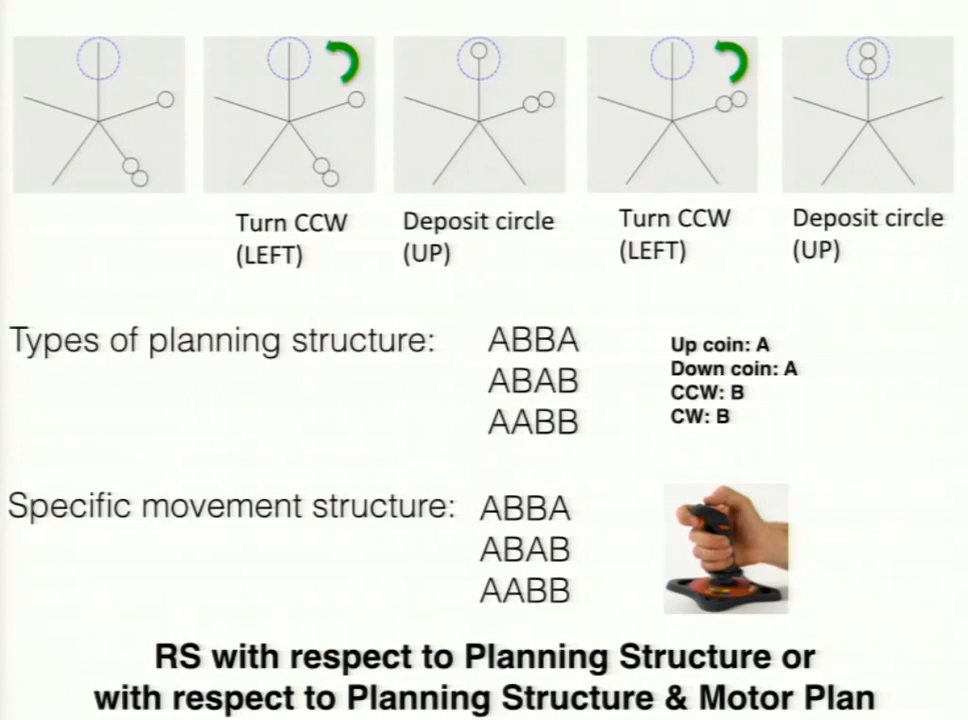 Turn CCW
(LEFT)
Deposit circle
(UP)
Turn CCW
(LEFT)
Deposit circle
(UP)
Types of planning structure:
ABBA
ABAB
AABB
Up coin: A
Down coin: A
CCW: B
CW: B
Specific movement structure:
ABBA
ABAB
AABB
RS with respect to Planning Structure or
with respect to Planning Structure & Motor Plan